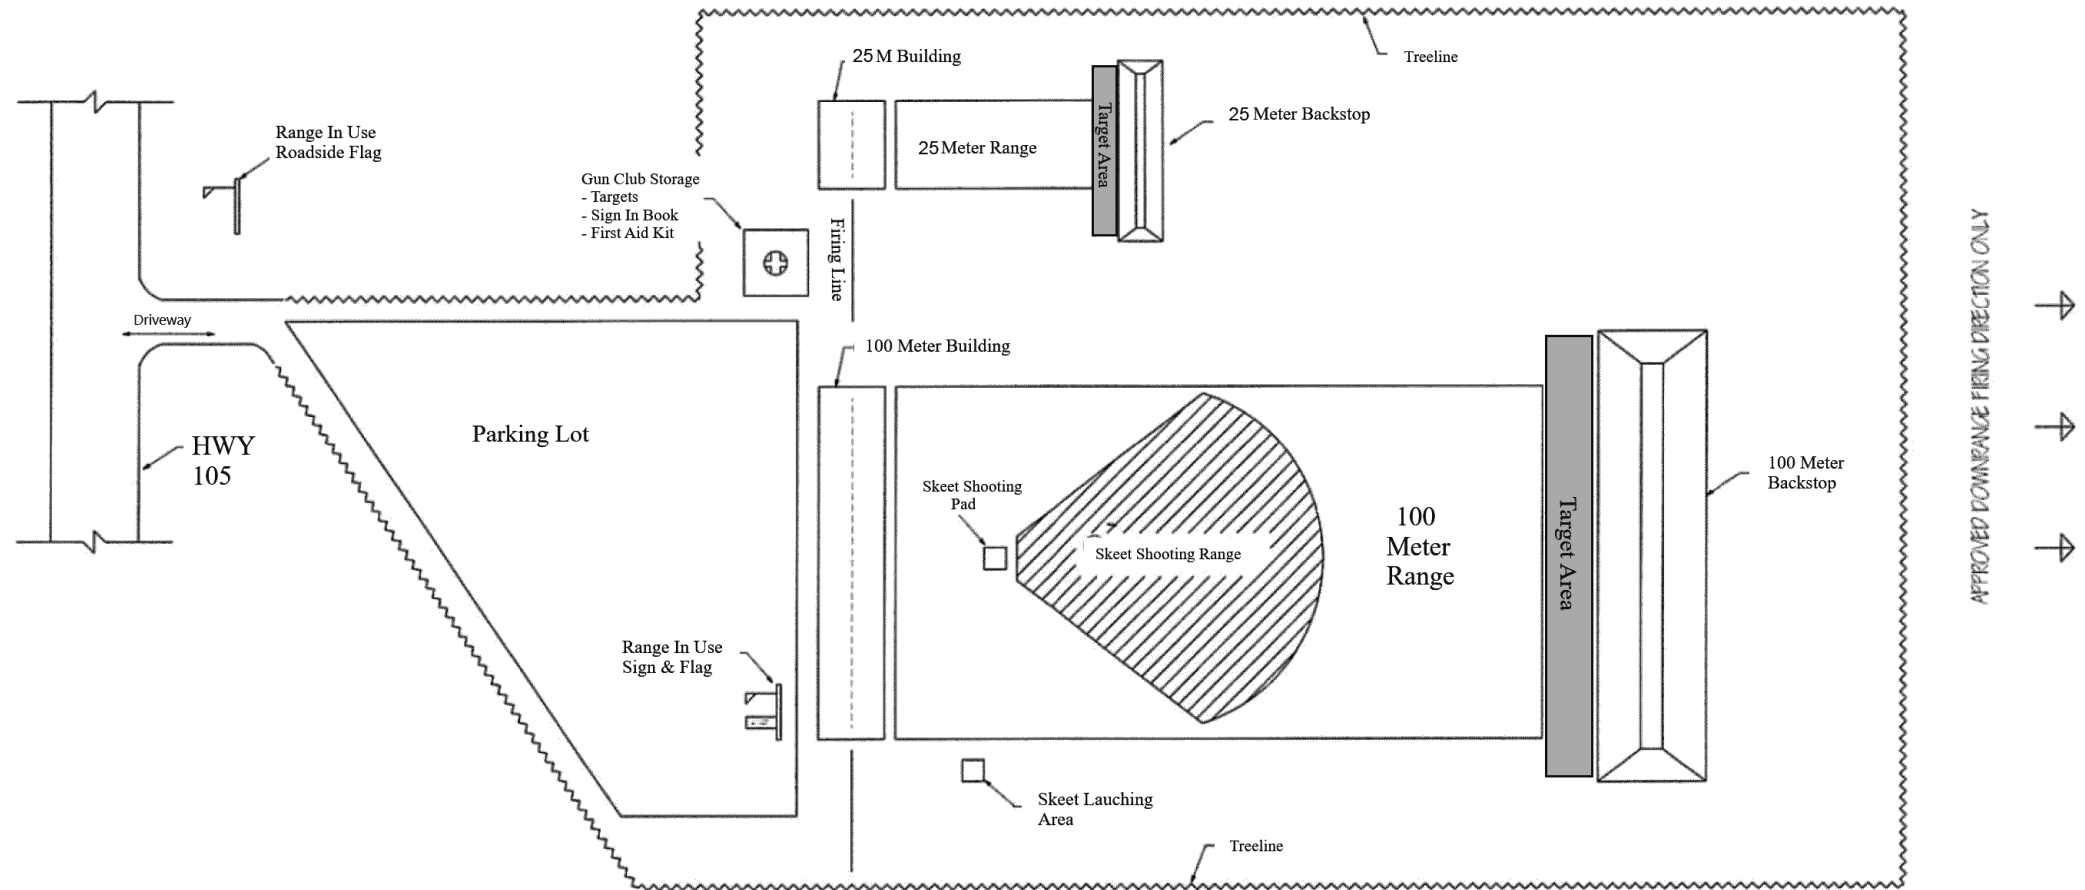 25 M Building
Treeline
Range In Use
Roadside Flag
25 Meter Backstop
Target Area
25 Meter Range
Gun Club Storage
- Targets
- Sign In Book
- First Aid Kit
Firing Line
Driveway
100 Meter Building
HWY
105
Parking Lot
Skeet Shooting
Pad
Skeet Shooting Range
100
Meter
Range
Target Area
100 Meter
Backstop
APPROVED DOWNRANGE FIRING DIRECTION ONLY
Range In Use
Sign & Flag
Skeet Lauching
Area
Treeline